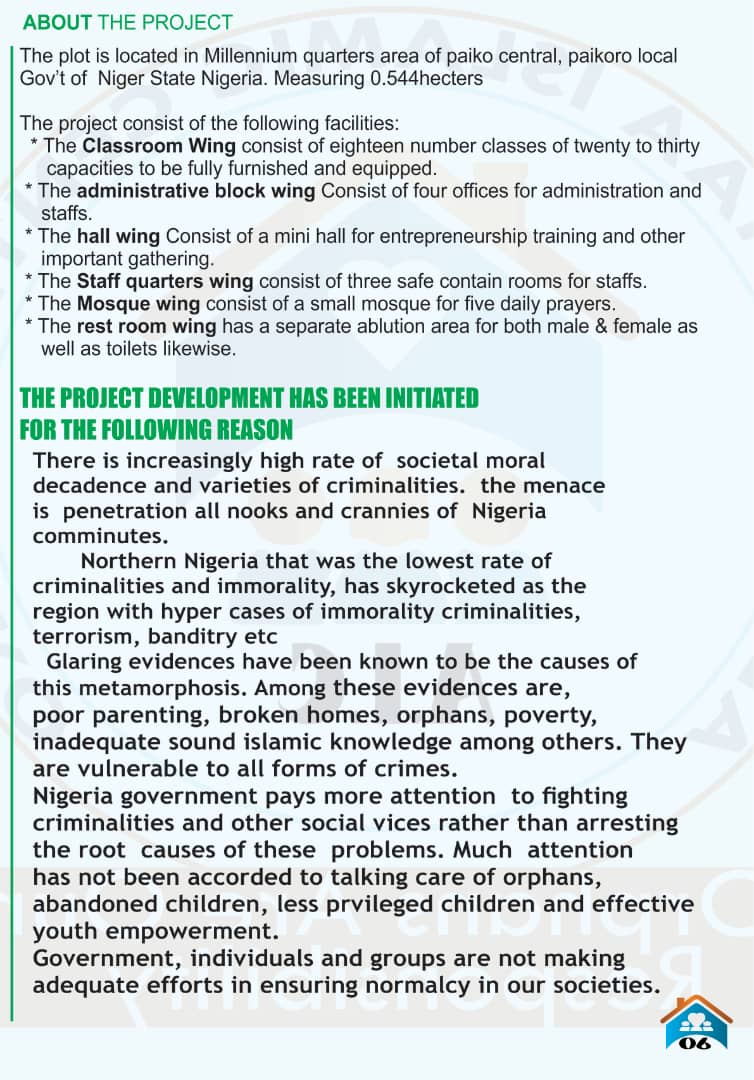 ABOUT THE PROJECT
The plot is located in Millennium quarters area of paiko central, paikoro local
Gov't of  Niger State Nigeria. Measuring 0.544hecters
The project consist of the following facilities:
* The Classroom Wing consist of eighteen number classes of twenty to thirty
capacities to be fully furnished and equipped.
* The administrative block wing Consist of four offices for administration and
staffs.
* The hall wing Consist of a mini hall for entrepreneurship training and other
important gathering.
* The Staff quarters wing consist of three safe contain rooms for staffs.
* The Mosque wing consist of a small mosque for five daily prayers.
* The rest room wing has a separate ablution area for both male & female as
well as toilets likewise.
THE PROJECT DEVELOPMENT HAS BEEN INITIATED
FOR THE FOLLOWING REASON
There is increasingly high rate of  societal moral
decadence and varieties of criminalities.  the menace
is  penetration all nooks and crannies of  Nigeria
comminutes.
Northern Nigeria that was the lowest rate of
criminalities and immorality, has skyrocketed as the
region with hyper cases of immorality criminalities,
terrorism, banditry etc
Glaring evidences have been known to be the causes of
this metamorphosis. Among these evidences are,
poor parenting, broken homes, orphans, poverty,
inadequate sound islamic knowledge among others. They
are vulnerable to all forms of crimes.
Nigeria government pays more attention  to fighting
criminalities and other social vices rather than arresting
the root  causes of these  problems. Much  attention
has not been accorded to talking care of orphans,
abandoned children, less prvileged children and effective
youth empowerment.
Government, individuals and groups are not making
adequate efforts in ensuring normalcy in our societies.
06